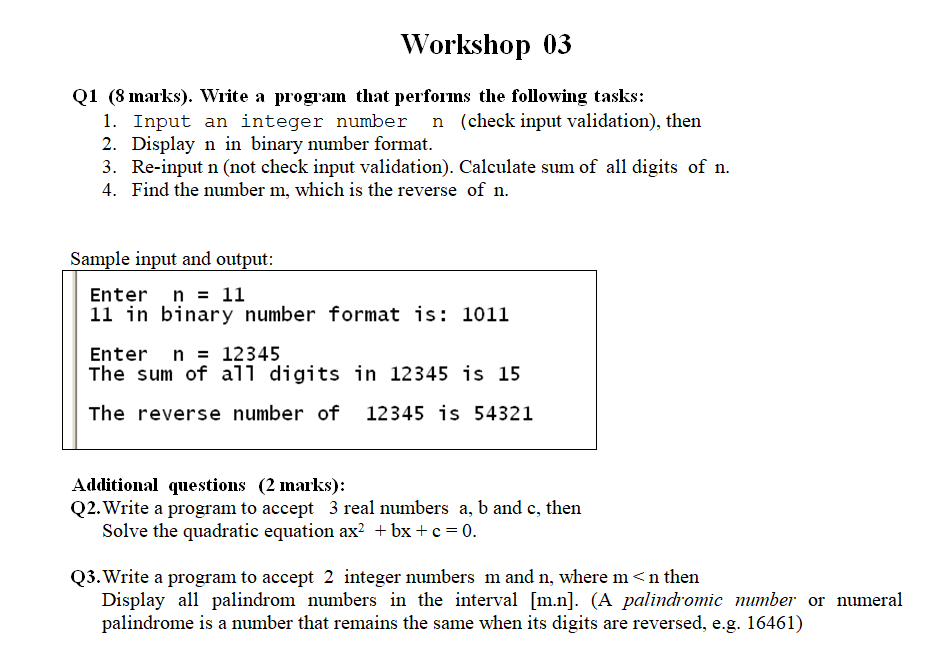 Workshop 03
Q1 (8 marks). Write a program that performs the following tasks:
1. Input an integer number n (check input validation), then
2. Display n in binary number format.
3. Re-input n (not check input validation). Calculate sum of all digits of n.
4. Find the number m, which is the reverse of n.
Sample input and output:
Enter n = 11
11 in binary number format is: 1011
Enter n = 12345
The sum of all digits in 12345 is 15
The reverse number of 12345 is 54321
Additional questions (2 marks):
Q2. Write a program to accept 3 real numbers a, b and c, then
Solve the quadratic equation ax² + bx + c = 0.
Q3. Write a program to accept 2 integer numbers m and n, where m < n then
Display all palindrom numbers in the interval [m.n]. (A palindromic number or numeral
palindrome is a number that remains the same when its digits are reversed, e.g. 16461)